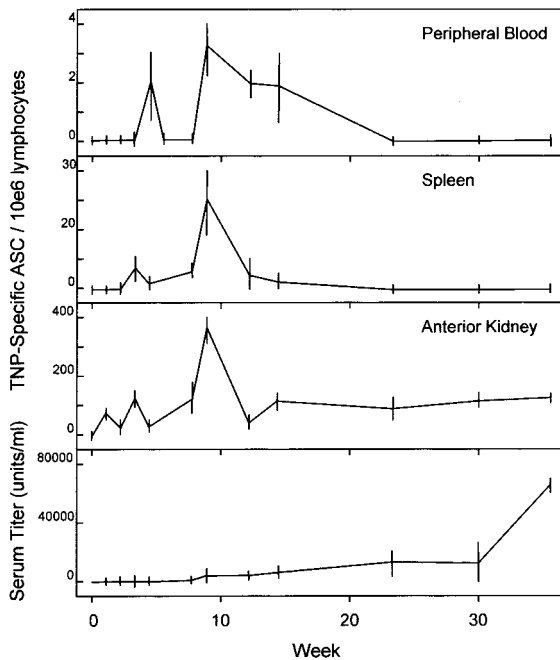 TNP-Specific ASC / 10e6 lymphocytes
Serum Titer (units/ml)
Peripheral Blood
4
2
0
Spleen
20
0
Anterior Kidney
400
200
0
80000
40000
0
0 10 20 30
Week